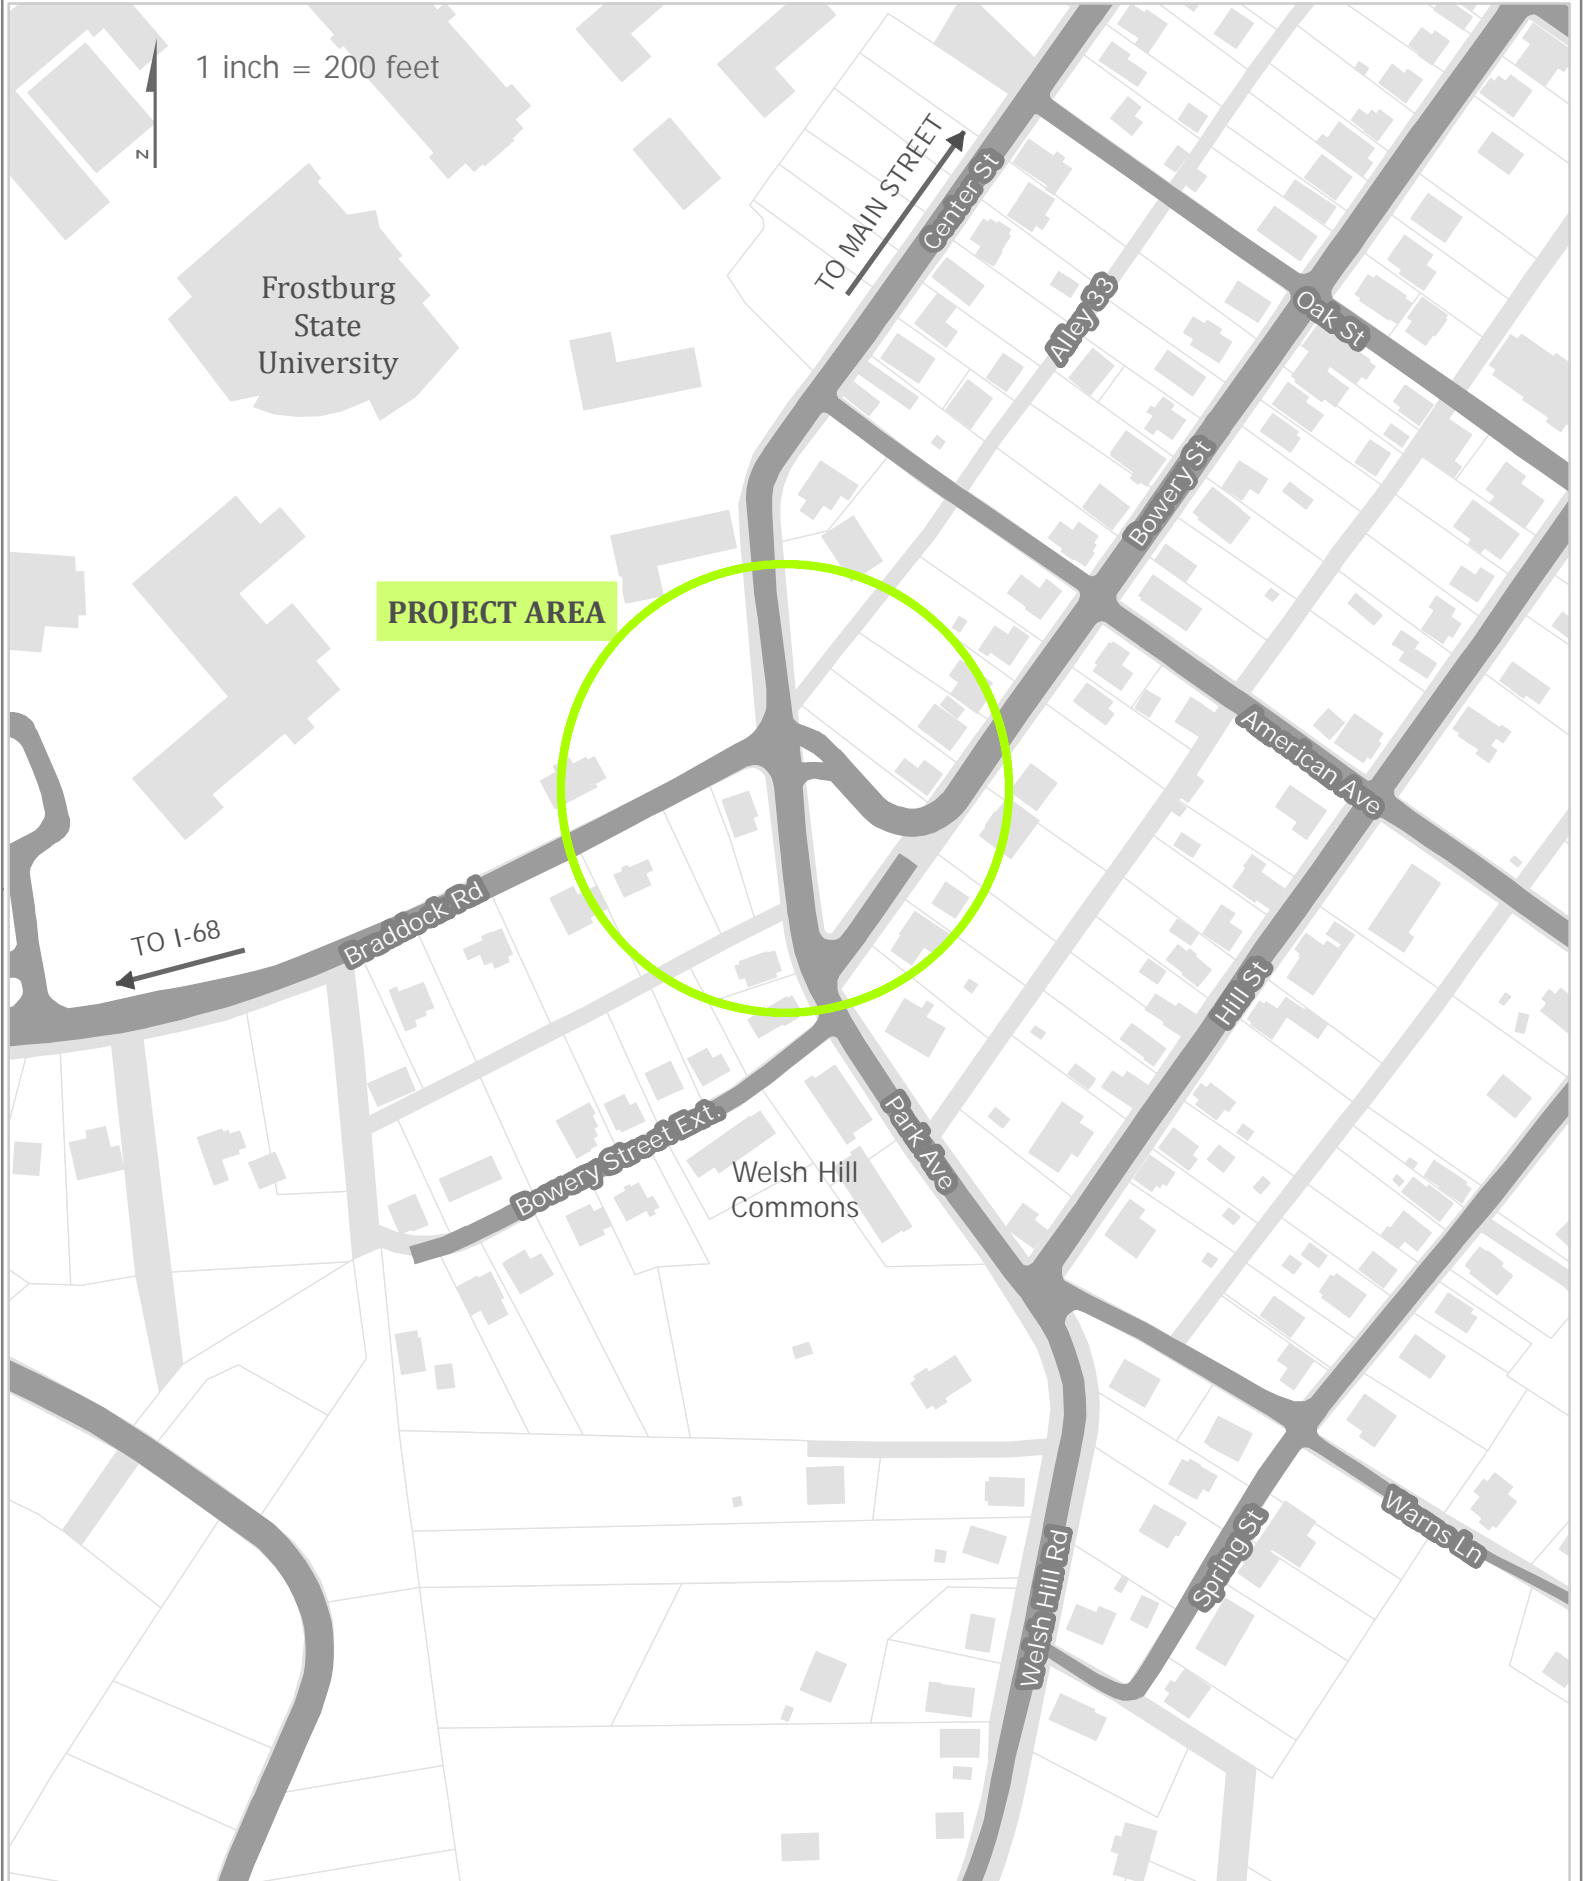 1 inch = 200 feet
N
TO MAIN STREET
Center St
Frostburg
State
University
Alley 33
Oak St
Bowery St
PROJECT AREA
American Ave
Braddock Rd
TO I-68
Hill St
Park Ave
Bowery Street Ext.
Welsh Hill
Commons
Warns Ln
Spring St
Welsh Hill Rd